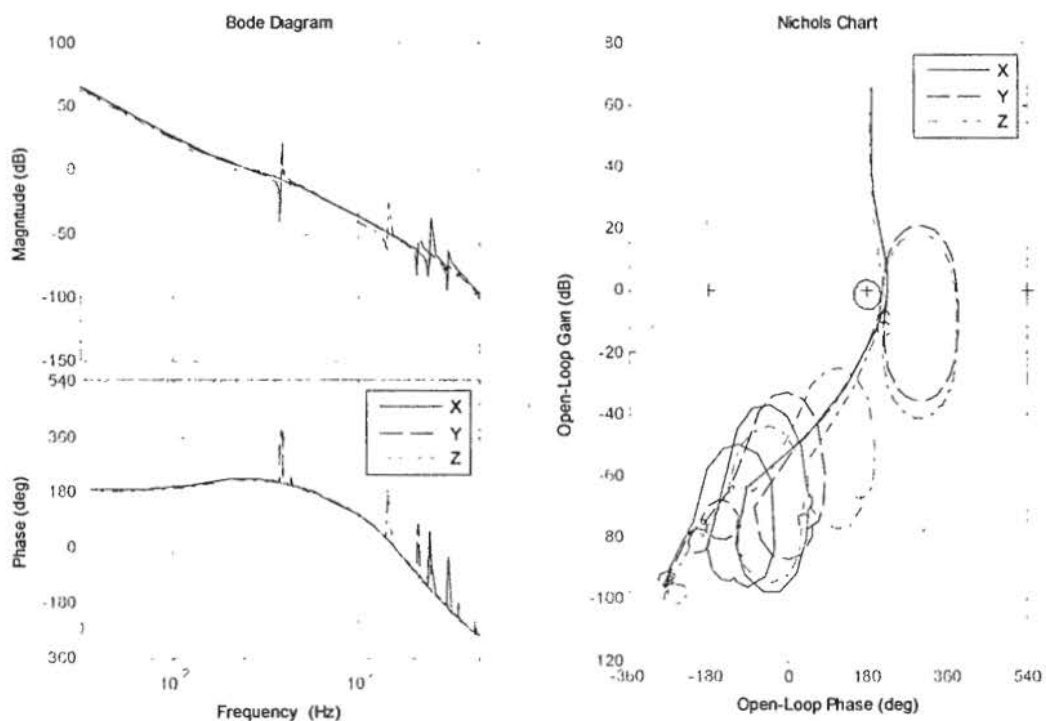 Bode Diagram
100
50
0
-50
-100
-150
Magnitude (dB)
540
360
180
0
-180
360
Phase (deg)
X
Y
Z
10
-2
10
Frequency (Hz)
Nichols Chart
80
60
40
20
0
-20
-40
-60
-80
-100
120
Open-Loop Gain (dB)
X
Y
Z
-360
-180
0
180
360
540
Open-Loop Phase (deg)